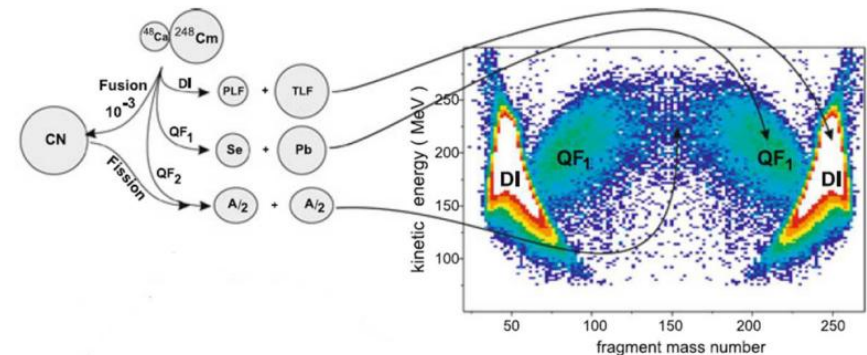 ⁴⁸Ca ²⁴⁸Cm
Fusion
10⁻³
DI
PLF + TLF
CN
QF₁
Se + Pb
QF₂
Fission
A/2 + A/2
kinetic energy ( MeV )
250
200
150
100
DI
QF₁
QF₁
DI
50 100 150 200 250
fragment mass number